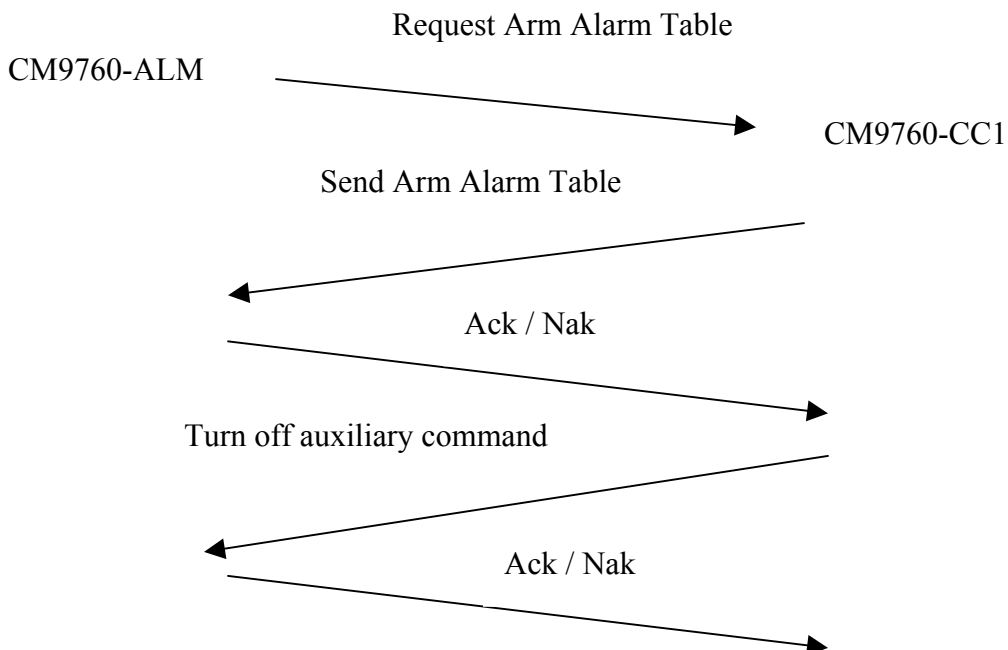 Request Arm Alarm Table
CM9760-ALM
CM9760-CC1
Send Arm Alarm Table
Ack / Nak
Turn off auxiliary command
Ack / Nak